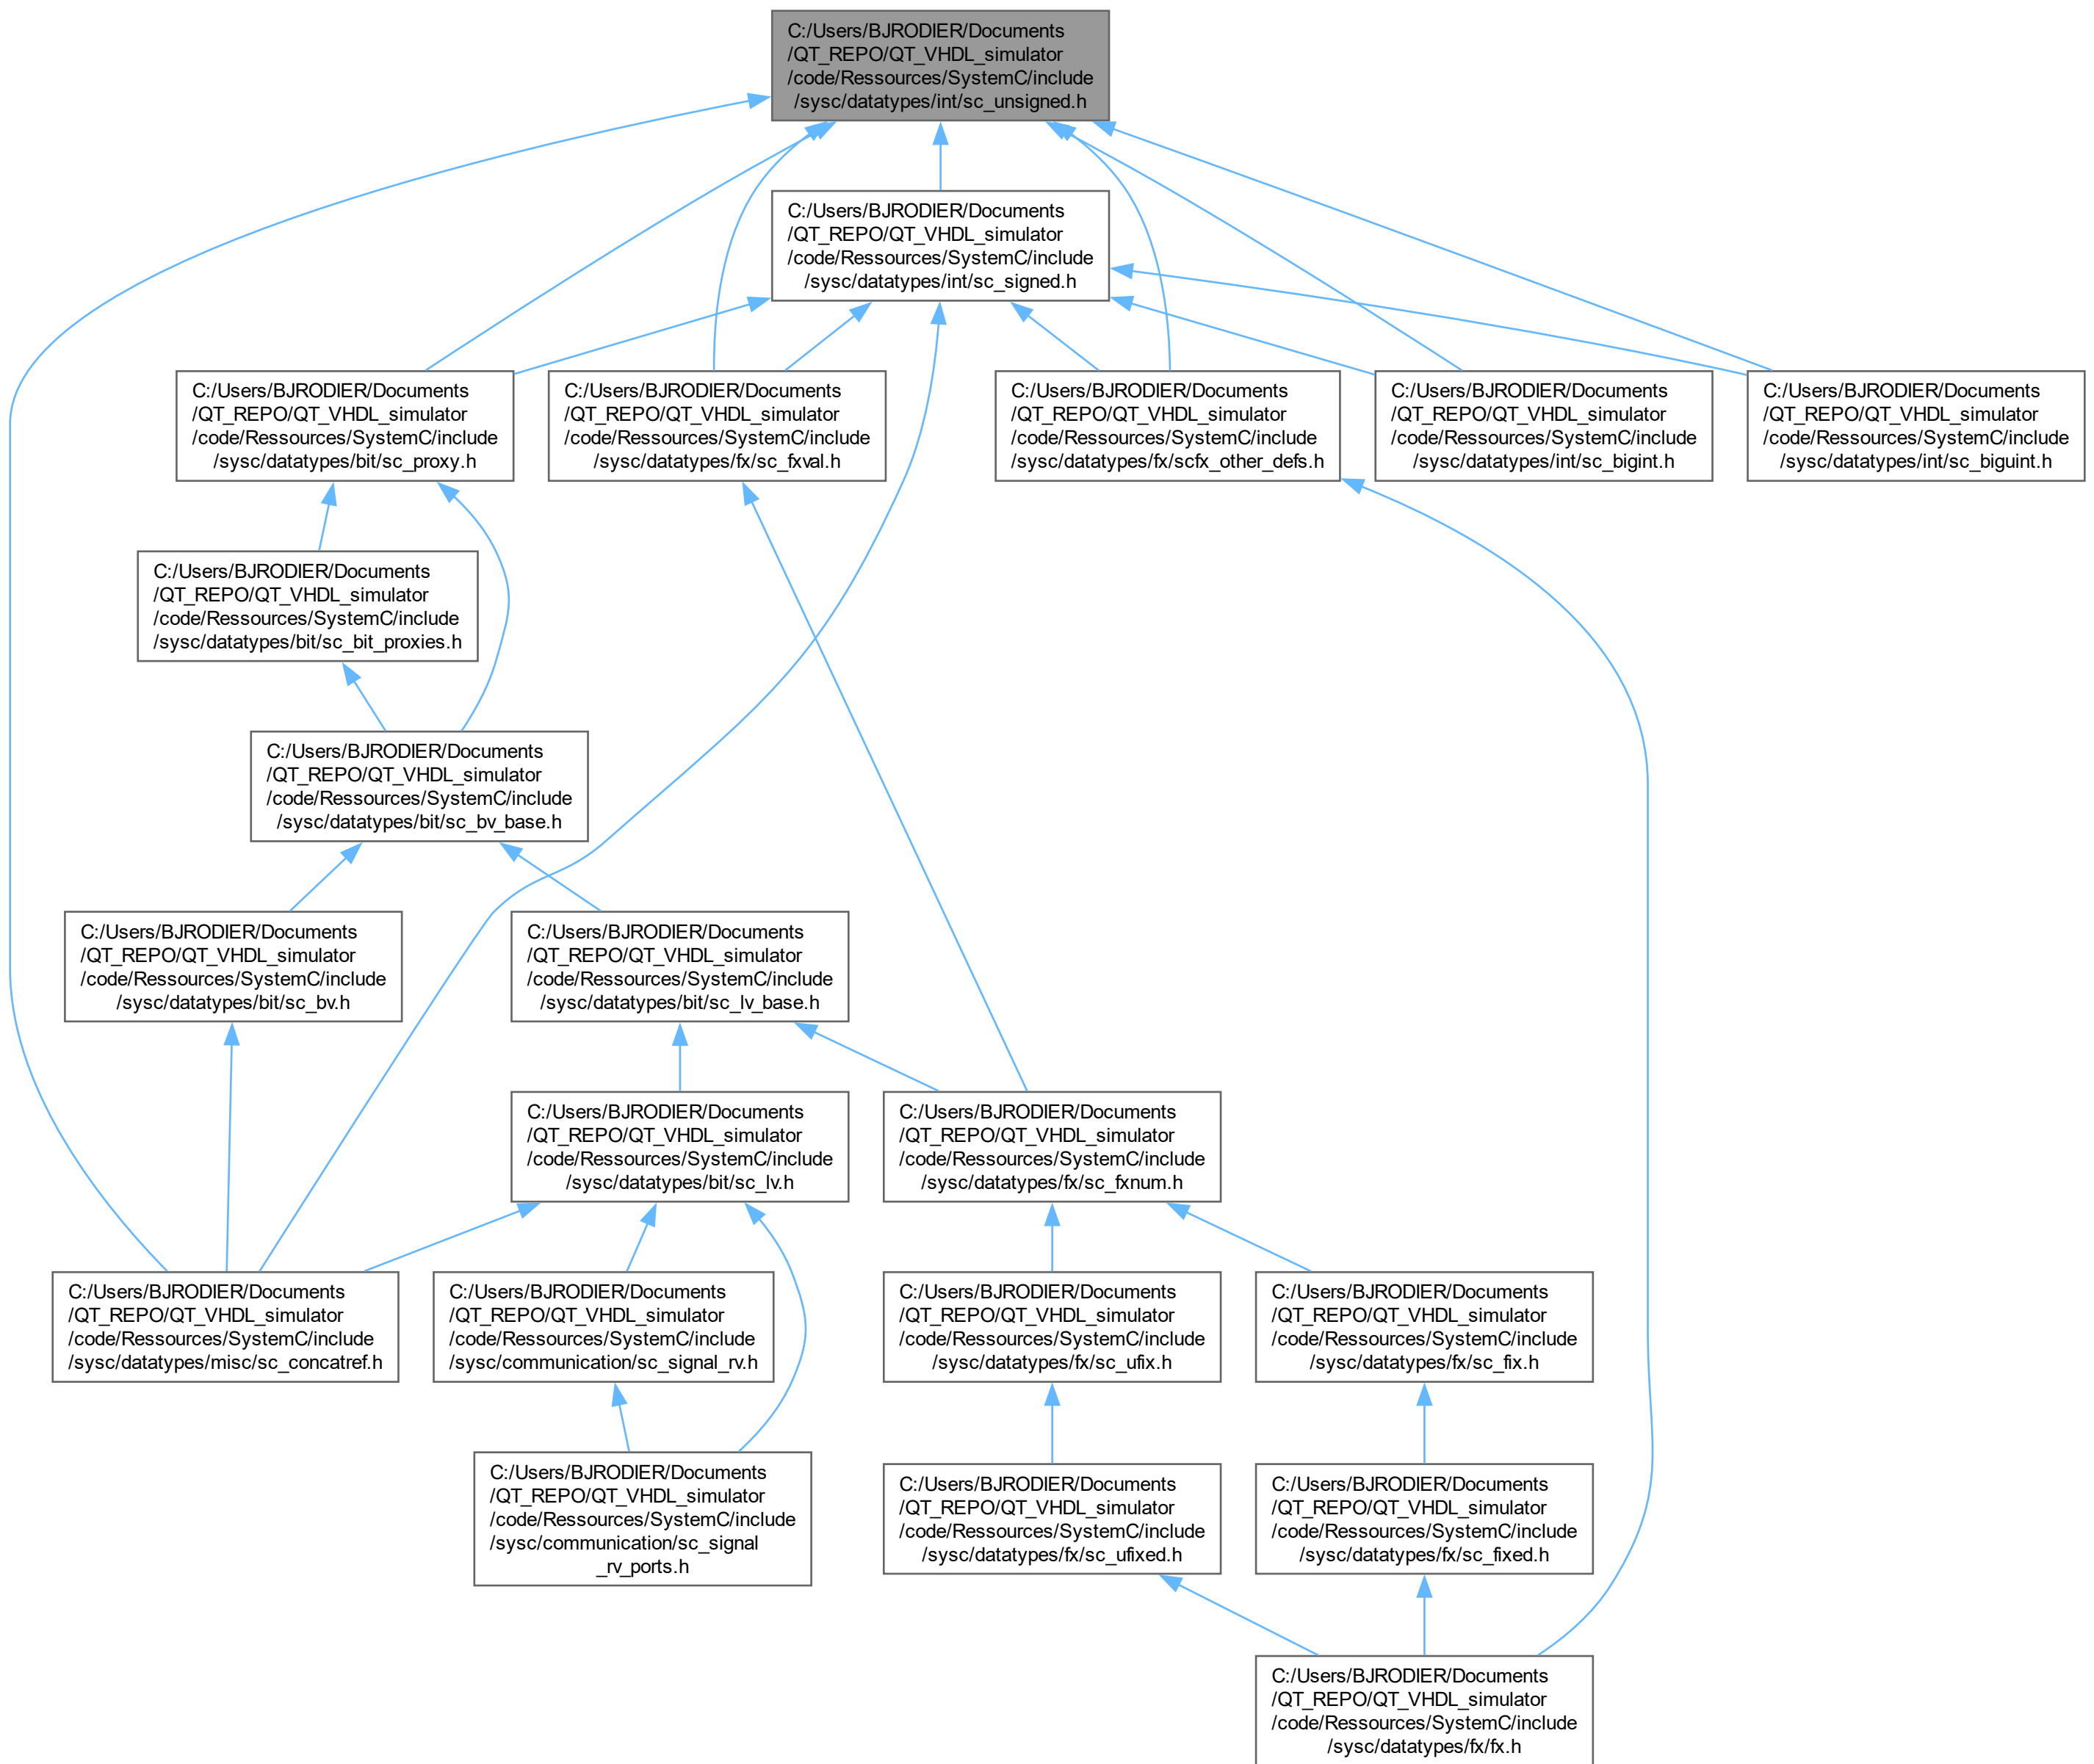 C:/Users/BJRODIER/Documents
/QT_REPO/QT_VHDL_simulator
/code/Ressources/SystemC/include
/sysc/datatypes/int/sc_unsigned.h
C:/Users/BJRODIER/Documents
/QT_REPO/QT_VHDL_simulator
/code/Ressources/SystemC/include
/sysc/datatypes/int/sc_signed.h
C:/Users/BJRODIER/Documents
/QT_REPO/QT_VHDL_simulator
/code/Ressources/SystemC/include
/sysc/datatypes/bit/sc_proxy.h
C:/Users/BJRODIER/Documents
/QT_REPO/QT_VHDL_simulator
/code/Ressources/SystemC/include
/sysc/datatypes/fx/sc_fxval.h
C:/Users/BJRODIER/Documents
/QT_REPO/QT_VHDL_simulator
/code/Ressources/SystemC/include
/sysc/datatypes/fx/scfx_other_defs.h
C:/Users/BJRODIER/Documents
/QT_REPO/QT_VHDL_simulator
/code/Ressources/SystemC/include
/sysc/datatypes/int/sc_bigint.h
C:/Users/BJRODIER/Documents
/QT_REPO/QT_VHDL_simulator
/code/Ressources/SystemC/include
/sysc/datatypes/int/sc_biguint.h
C:/Users/BJRODIER/Documents
/QT_REPO/QT_VHDL_simulator
/code/Ressources/SystemC/include
/sysc/datatypes/bit/sc_bit_proxies.h
C:/Users/BJRODIER/Documents
/QT_REPO/QT_VHDL_simulator
/code/Ressources/SystemC/include
/sysc/datatypes/bit/sc_bv_base.h
C:/Users/BJRODIER/Documents
/QT_REPO/QT_VHDL_simulator
/code/Ressources/SystemC/include
/sysc/datatypes/bit/sc_bv.h
C:/Users/BJRODIER/Documents
/QT_REPO/QT_VHDL_simulator
/code/Ressources/SystemC/include
/sysc/datatypes/bit/sc_lv_base.h
C:/Users/BJRODIER/Documents
/QT_REPO/QT_VHDL_simulator
/code/Ressources/SystemC/include
/sysc/datatypes/bit/sc_lv.h
C:/Users/BJRODIER/Documents
/QT_REPO/QT_VHDL_simulator
/code/Ressources/SystemC/include
/sysc/datatypes/fx/sc_fxnum.h
C:/Users/BJRODIER/Documents
/QT_REPO/QT_VHDL_simulator
/code/Ressources/SystemC/include
/sysc/datatypes/misc/sc_concatref.h
C:/Users/BJRODIER/Documents
/QT_REPO/QT_VHDL_simulator
/code/Ressources/SystemC/include
/sysc/communication/sc_signal_rv.h
C:/Users/BJRODIER/Documents
/QT_REPO/QT_VHDL_simulator
/code/Ressources/SystemC/include
/sysc/datatypes/fx/sc_ufix.h
C:/Users/BJRODIER/Documents
/QT_REPO/QT_VHDL_simulator
/code/Ressources/SystemC/include
/sysc/datatypes/fx/sc_fix.h
C:/Users/BJRODIER/Documents
/QT_REPO/QT_VHDL_simulator
/code/Ressources/SystemC/include
/sysc/communication/sc_signal
_rv_ports.h
C:/Users/BJRODIER/Documents
/QT_REPO/QT_VHDL_simulator
/code/Ressources/SystemC/include
/sysc/datatypes/fx/sc_ufixed.h
C:/Users/BJRODIER/Documents
/QT_REPO/QT_VHDL_simulator
/code/Ressources/SystemC/include
/sysc/datatypes/fx/sc_fixed.h
C:/Users/BJRODIER/Documents
/QT_REPO/QT_VHDL_simulator
/code/Ressources/SystemC/include
/sysc/datatypes/fx/fx.h